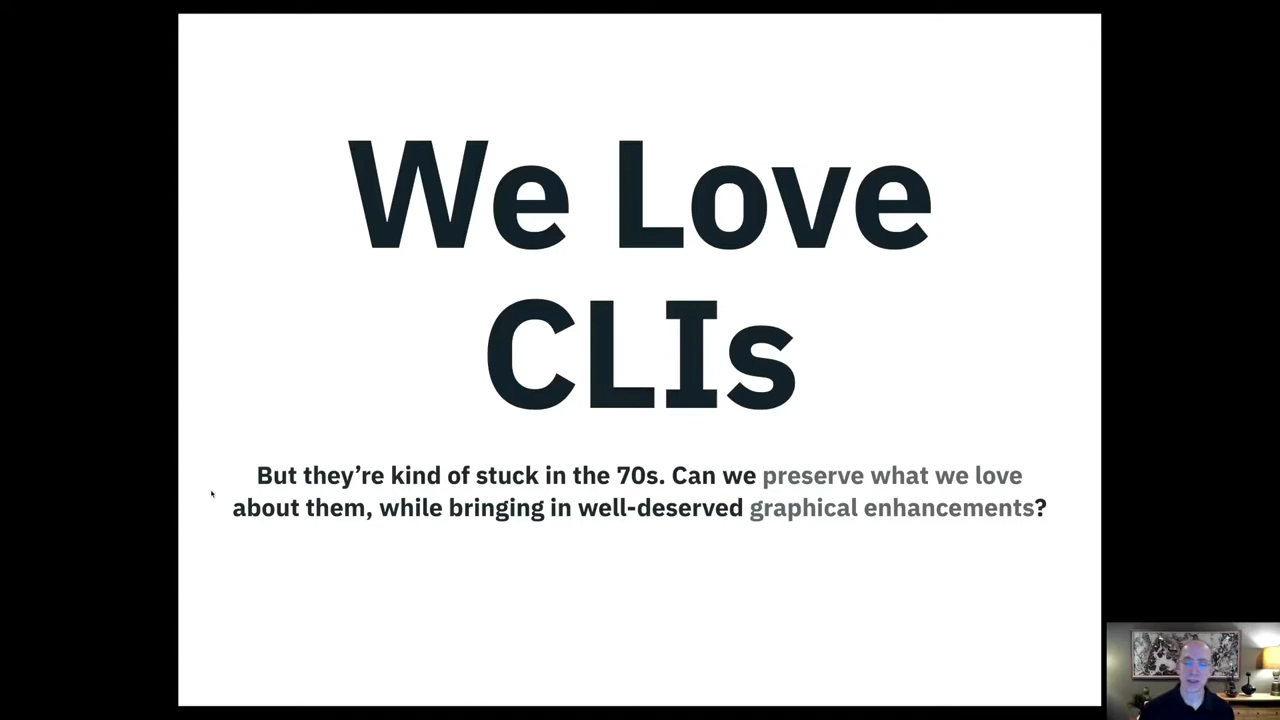 We Love
CLIs
But they’re kind of stuck in the 70s. Can we preserve what we love
about them, while bringing in well-deserved graphical enhancements?